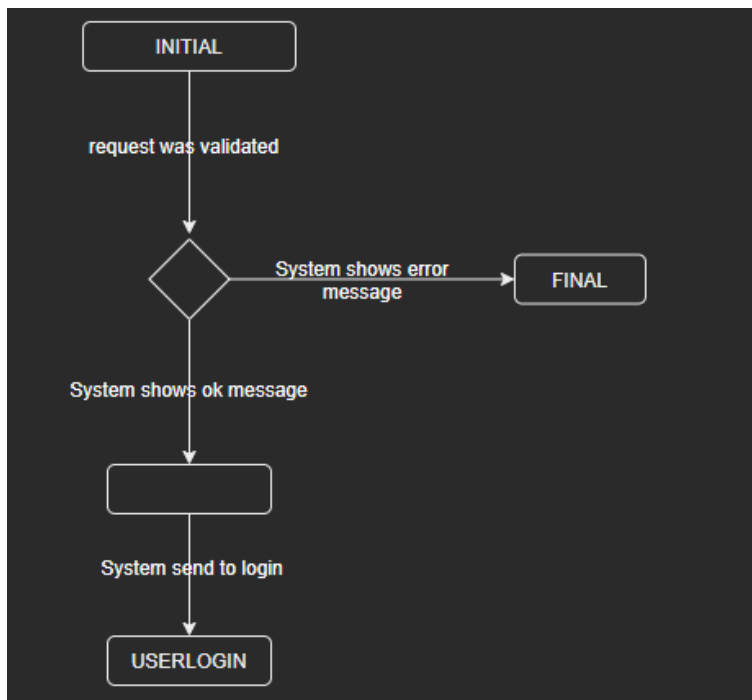 INITIAL
request was validated
System shows error
message
FINAL
System shows ok message
System send to login
USERLOGIN